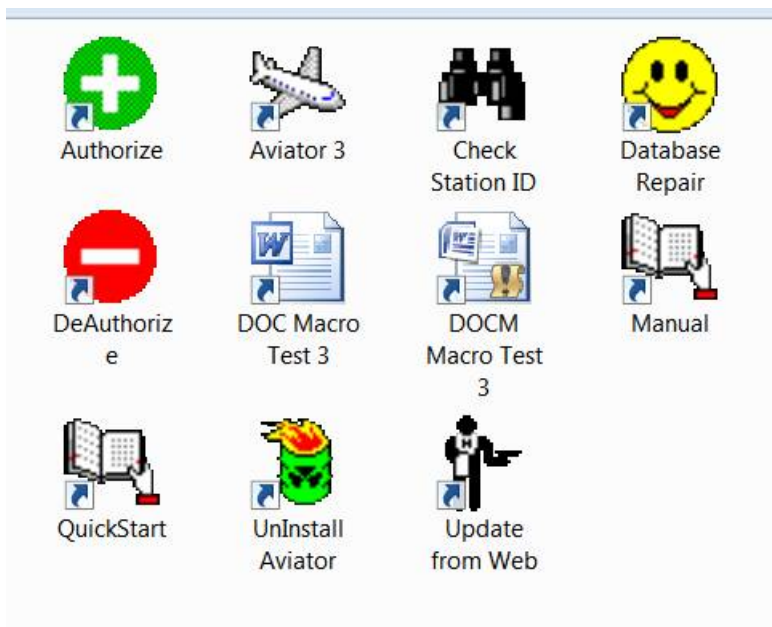 Authorize
Aviator 3
Check
Station ID
Database
Repair
DeAuthoriz
e
DOC Macro
Test 3
DOCM
Macro Test
3
Manual
QuickStart
UnInstall
Aviator
Update
from Web